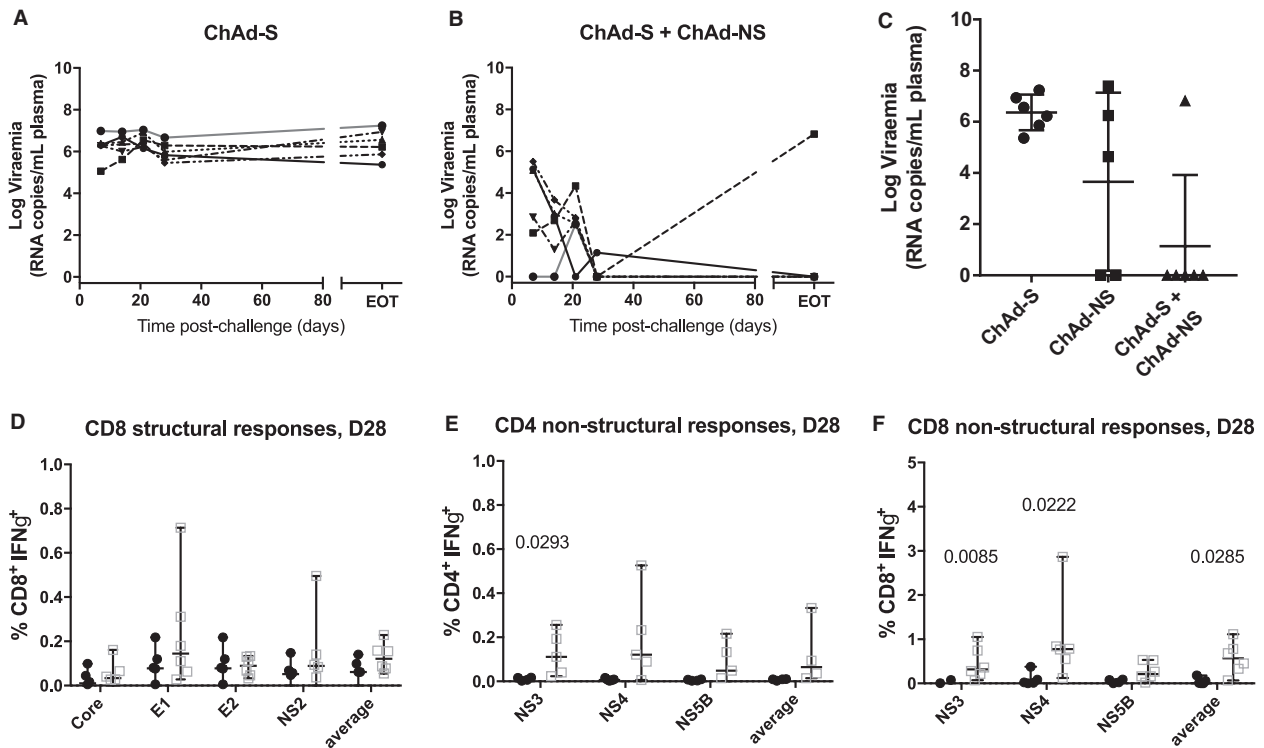 A
ChAd-S
Log Viraemia
(RNA copies/mL plasma)
10
8
6
4
2
0
0 20 40 60 80 EOT
Time post-challenge (days)
B
ChAd-S + ChAd-NS
Log Viraemia
(RNA copies/mL plasma)
10
8
6
4
2
0
0 20 40 60 80 EOT
Time post-challenge (days)
C
Log Viraemia
(RNA copies/mL plasma)
10
8
6
4
2
0
ChAd-S
ChAd-NS
ChAd-S +
ChAd-NS
D
CD8 structural responses, D28
% CD8+ IFNg+
1.0
0.8
0.6
0.4
0.2
0.0
Core E1 E2 NS2 average
E
CD4 non-structural responses, D28
% CD4+ IFNg+
1.0
0.8
0.6
0.4
0.2
0.0
0.0293
NS3 NS4 NS5B average
F
CD8 non-structural responses, D28
% CD8+ IFNg+
5
4
3
2
1
0
0.0085
0.0222
0.0285
NS3 NS4 NS5B average